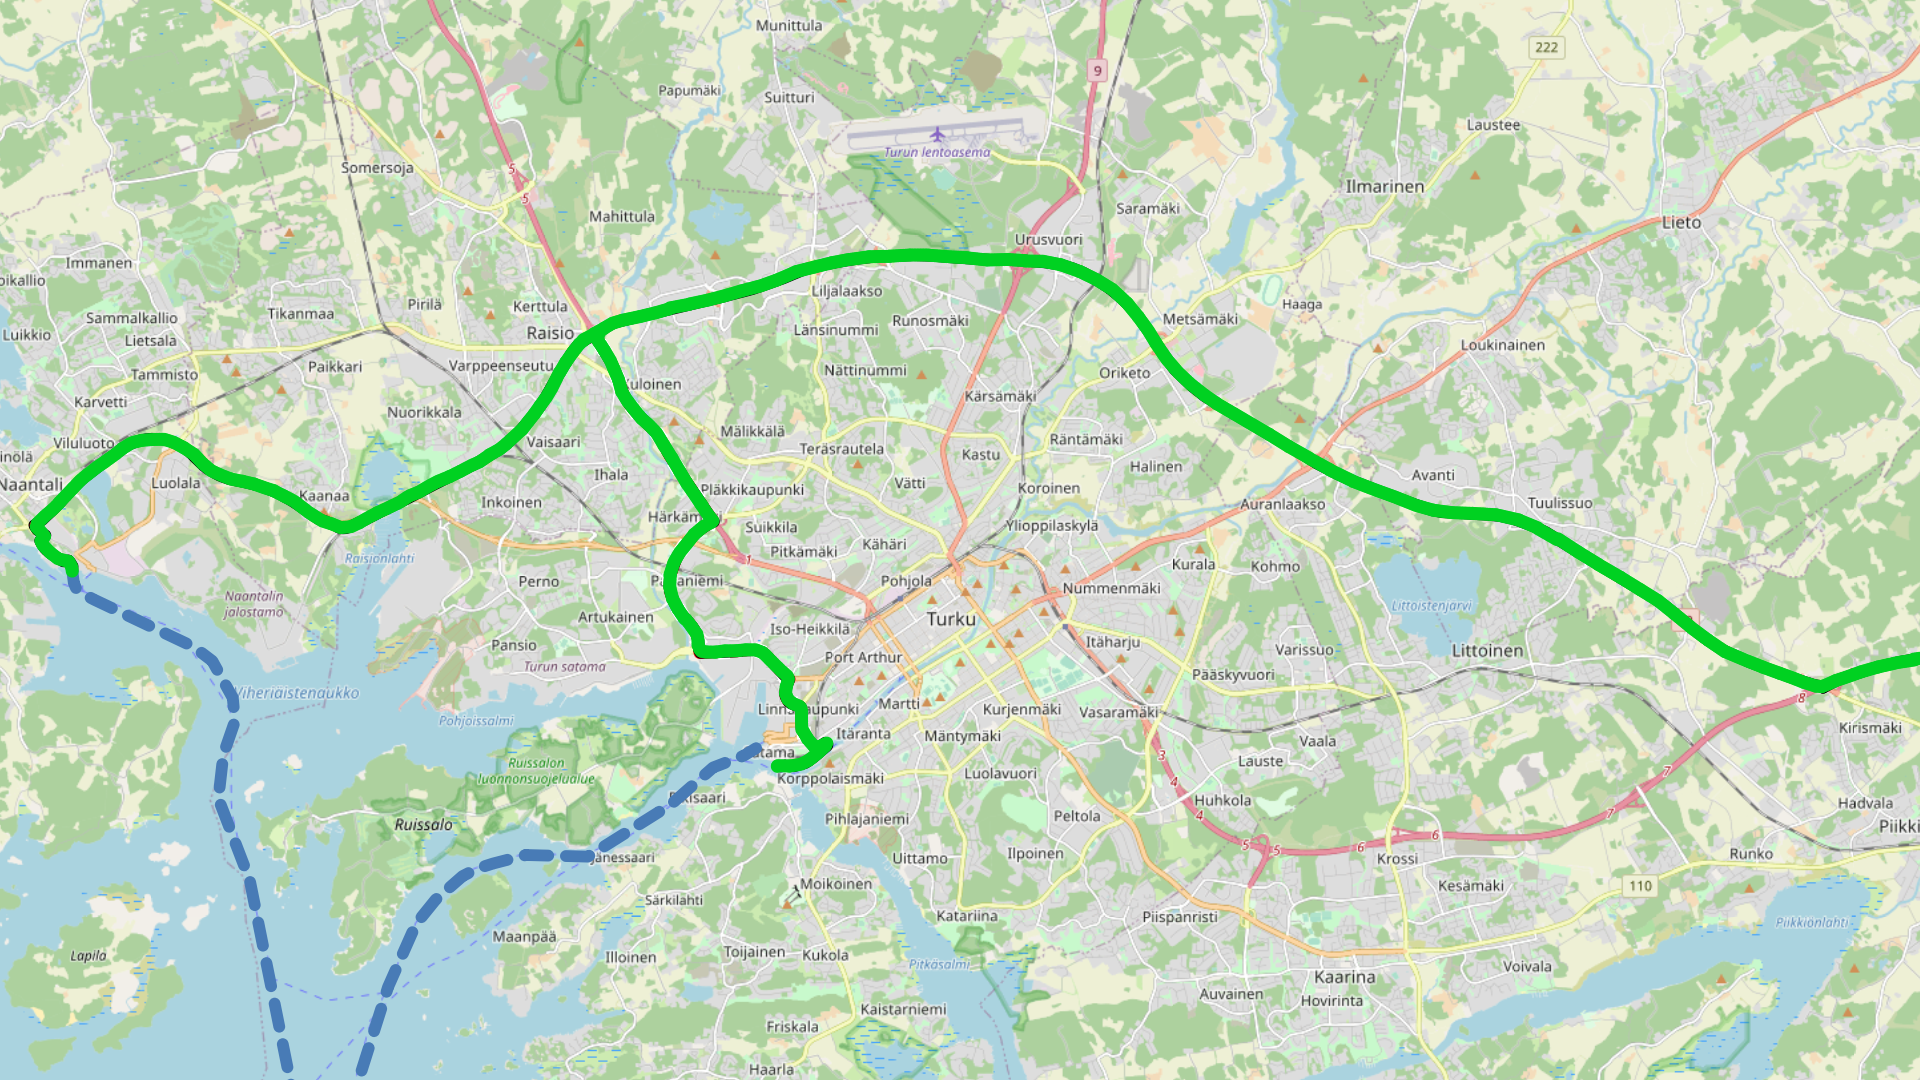 Munittula
222
9
Papumäki
Suitturi
Laustee
Turun lentoasema
Somersoja
5
5
Ilmarinen
Saramäki
Mahittula
Lieto
Urusvuori
Immanen
oikallio
Liljalaakso
Haaga
Pirilä
Kerttula
Tikanmaa
Sammalkallio
Runosmäki
Metsämäki
Länsinummi
Raisio
Luikkio
Lietsala
Loukinainen
Paikkari
Varppeenseutu
Nättinummi
Oriketo
Tammisto
uloinen
Kärsämäki
Karvetti
Nuorikkala
Mälikkälä
Räntämäki
Viluluoto
Vaisaari
Teräsrautela
Kastu
inölä
Halinen
Ihala
Avanti
Naantali
Luolala
Vätti
Koroinen
Pläkkikaupunki
Kaanaa
Inkoinen
Auranlaakso
Tuulissuo
Härkäm
Suikkila
Ylioppilaskylä
Kähäri
Pitkämäki
Raisionlahti
1
Kurala
Kohmo
Perno
Pa
aniemi
Pohjola
Nummenmäki
Naantalin
jalostamo
Littoistenjärvi
Artukainen
Turku
Iso-Heikkilä
Itäharju
Pansio
Varissuo
Littoinen
Port Arthur
Turun satama
Pääskyvuori
Viheriäistenaukko
8
Martti
Linn
aupunki
Kurjenmäki
Vasaramäki
Pohjoissalmi
Kirismäki
Itäranta
Mäntymäki
Vaala
tama
3
Ruissalon
luonnonsuojelualue
Lauste
Luolavuori
7
Korppolaismäki
4
isaari
Huhkola
Hadvala
4
7
Peltola
Pihlajaniemi
Ruissalo
Piikki
6
5
5
6
Ilpoinen
Runko
jänessaari
Uittamo
Krossi
Moikoinen
110
Kesämäki
Särkilahti
Katariina
Piispanristi
Piikkiönlahti
Maanpää
Toijainen
Kukola
Lapila
Illoinen
Pitkäsalmi
Voivala
Kaarina
Auvainen
Hovirinta
Kaistarniemi
Friskala
Haarla